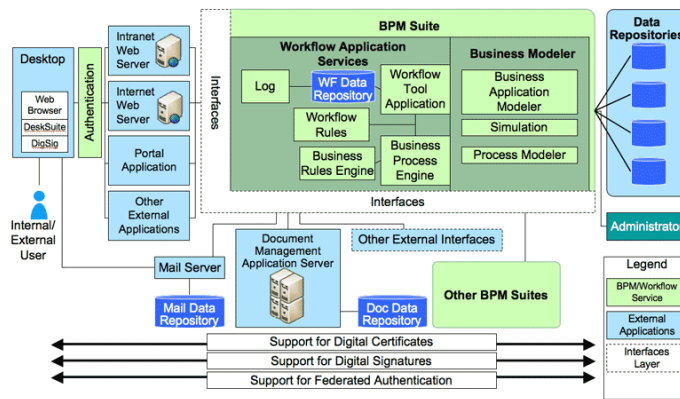 BPM Suite
Data
Repositories
Intranet
Web
Server
Desktop
Workflow Application
Services
Business Modeler
Authentication
Interfaces
Log
WF Data
Repository
Workflow
Tool
Application
Business
Application
Modeler
Web
Browser
DeskSuite
DigSig
Internet
Web
Server
Workflow
Rules
Simulation
Portal
Application
Business
Rules Engine
Business
Process
Engine
Process Modeler
Other
External
Applications
Interfaces
Internal/
External
User
Administrator
Document
Management
Application Server
Other External Interfaces
Mail Server
Legend
BPM/Workflow
Service
External
Applications
Interfaces
Layer
Mail Data
Repository
Doc Data
Repository
Other BPM Suites
Support for Digital Certificates
Support for Digital Signatures
Support for Federated Authentication